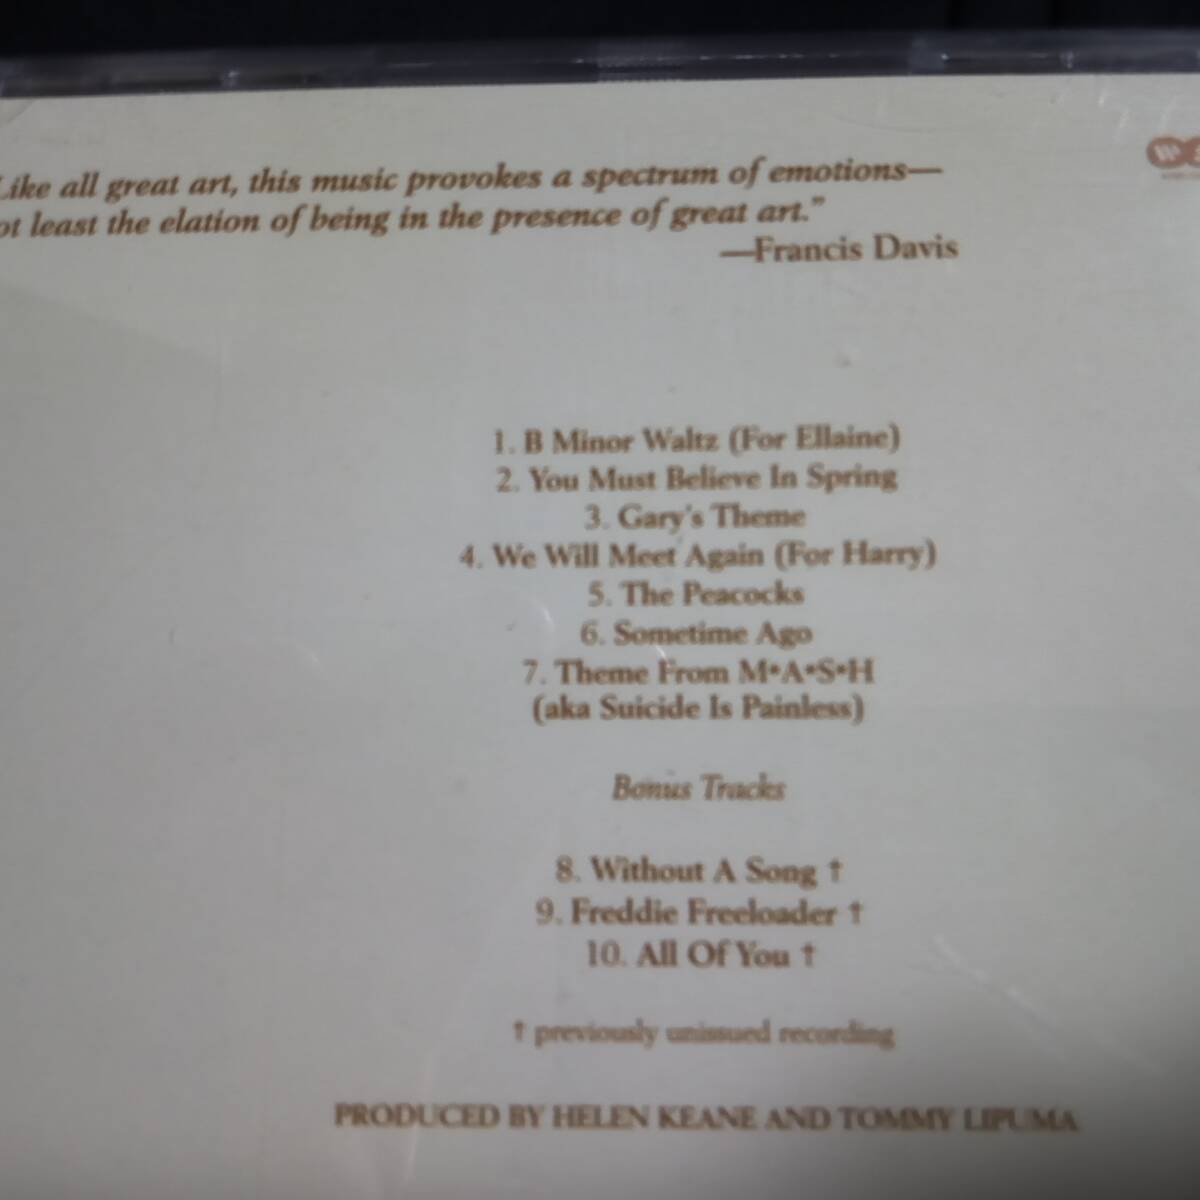 Like all great art, this music provokes a spectrum of emotions—
ot least the elation of being in the presence of great art."
—Francis Davis
1. B Minor Waltz (For Ellaine)
2. You Must Believe In Spring
3. Gary's Theme
4. We Will Meet Again (For Harry)
5. The Peacocks
6. Sometime Ago
7. Theme From M•A•S•H
(aka Suicide Is Painless)
Bonus Tracks
8. Without A Song †
9. Freddie Freeloader †
10. All Of You †
† previously unissued recording
PRODUCED BY HELEN KEANE AND TOMMY LIPUMA